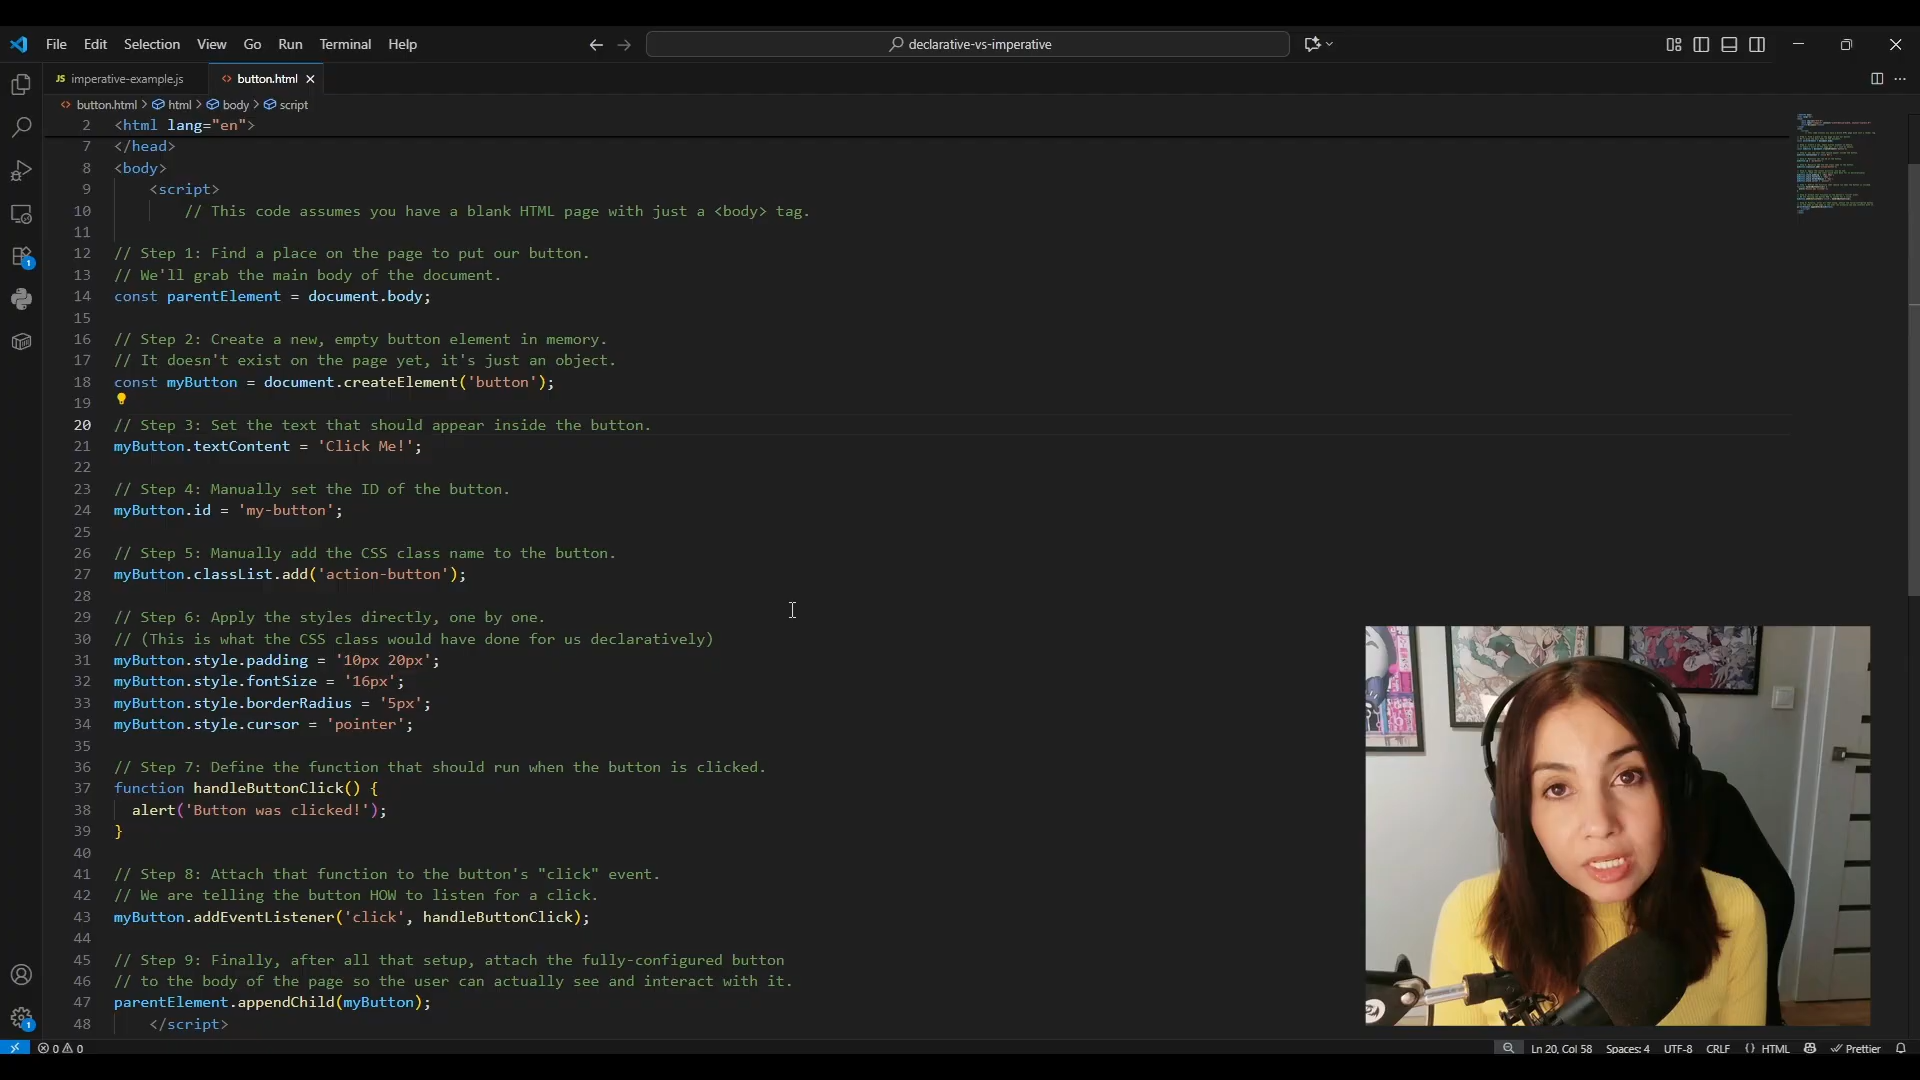 File Edit Selection View Go Run Terminal Help
declarative-vs-imperative
JS imperative-example.js
<> button.html
<> button.html > html > body > script
2 <html lang="en">
7 </head>
8 <body>
9 <script>
10 // This code assumes you have a blank HTML page with just a <body> tag.
11
12 // Step 1: Find a place on the page to put our button.
13 // We'll grab the main body of the document.
14 const parentElement = document.body;
15
16 // Step 2: Create a new, empty button element in memory.
17 // It doesn't exist on the page yet, it's just an object.
18 const myButton = document.createElement('button');
19
20 // Step 3: Set the text that should appear inside the button.
21 myButton.textContent = 'Click Me!';
22
23 // Step 4: Manually set the ID of the button.
24 myButton.id = 'my-button';
25
26 // Step 5: Manually add the CSS class name to the button.
27 myButton.classList.add('action-button');
28
29 // Step 6: Apply the styles directly, one by one.
30 // (This is what the CSS class would have done for us declaratively)
31 myButton.style.padding = '10px 20px';
32 myButton.style.fontSize = '16px';
33 myButton.style.borderRadius = '5px';
34 myButton.style.cursor = 'pointer';
35
36 // Step 7: Define the function that should run when the button is clicked.
37 function handleButtonClick() {
38 alert('Button was clicked!');
39 }
40
41 // Step 8: Attach that function to the button's "click" event.
42 // We are telling the button HOW to listen for a click.
43 myButton.addEventListener('click', handleButtonClick);
44
45 // Step 9: Finally, after all that setup, attach the fully-configured button
46 // to the body of the page so the user can actually see and interact with it.
47 parentElement.appendChild(myButton);
48 </script>
1
1
0 0
Ln 20, Col 58 Spaces: 4 UTF-8 CRLF {} HTML Prettier